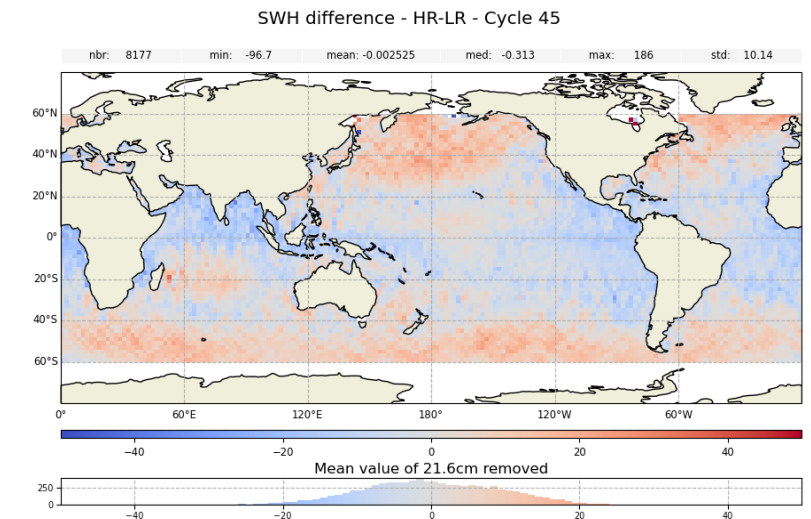 SWH difference - HR-LR - Cycle 45
nbr: 8177 min: -96.7 mean: -0.002525 med: -0.313 max: 186 std: 10.14
60°N
40°N
20°N
0°
20°S
40°S
60°S
0° 60°E 120°E 180° 120°W 60°W
−40 −20 0 20 40
Mean value of 21.6cm removed
250
0
−40 −20 0 20 40